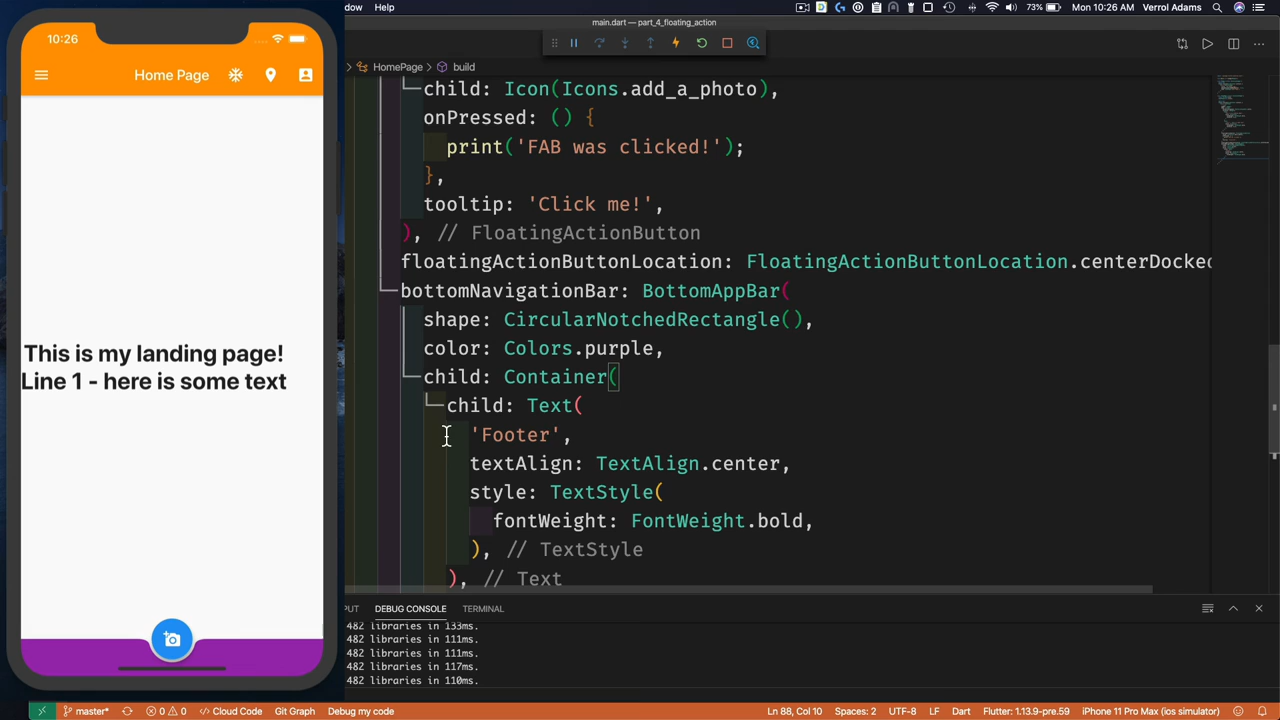 dow Help
73% Mon 10:26 AM Verrol Adams
main.dart — part_4_floating_action
10:26
Home Page
This is my landing page!
Line 1 - here is some text
HomePage > build
child: Icon(Icons.add_a_photo),
onPressed: () {
print('FAB was clicked!');
},
tooltip: 'Click me!',
), // FloatingActionButton
floatingActionButtonLocation: FloatingActionButtonLocation.centerDocked
bottomNavigationBar: BottomAppBar(
shape: CircularNotchedRectangle(),
color: Colors.purple,
child: Container(
child: Text(
'Footer',
textAlign: TextAlign.center,
style: TextStyle(
fontWeight: FontWeight.bold,
), // TextStyle
), // Text
PUT DEBUG CONSOLE TERMINAL
482 libraries in 133ms.
482 libraries in 111ms.
482 libraries in 111ms.
482 libraries in 117ms.
482 libraries in 110ms.
master* 0 0 Cloud Code Git Graph Debug my code Ln 88, Col 10 Spaces: 2 UTF-8 LF Dart Flutter: 1.13.9-pre.59 iPhone 11 Pro Max (ios simulator)